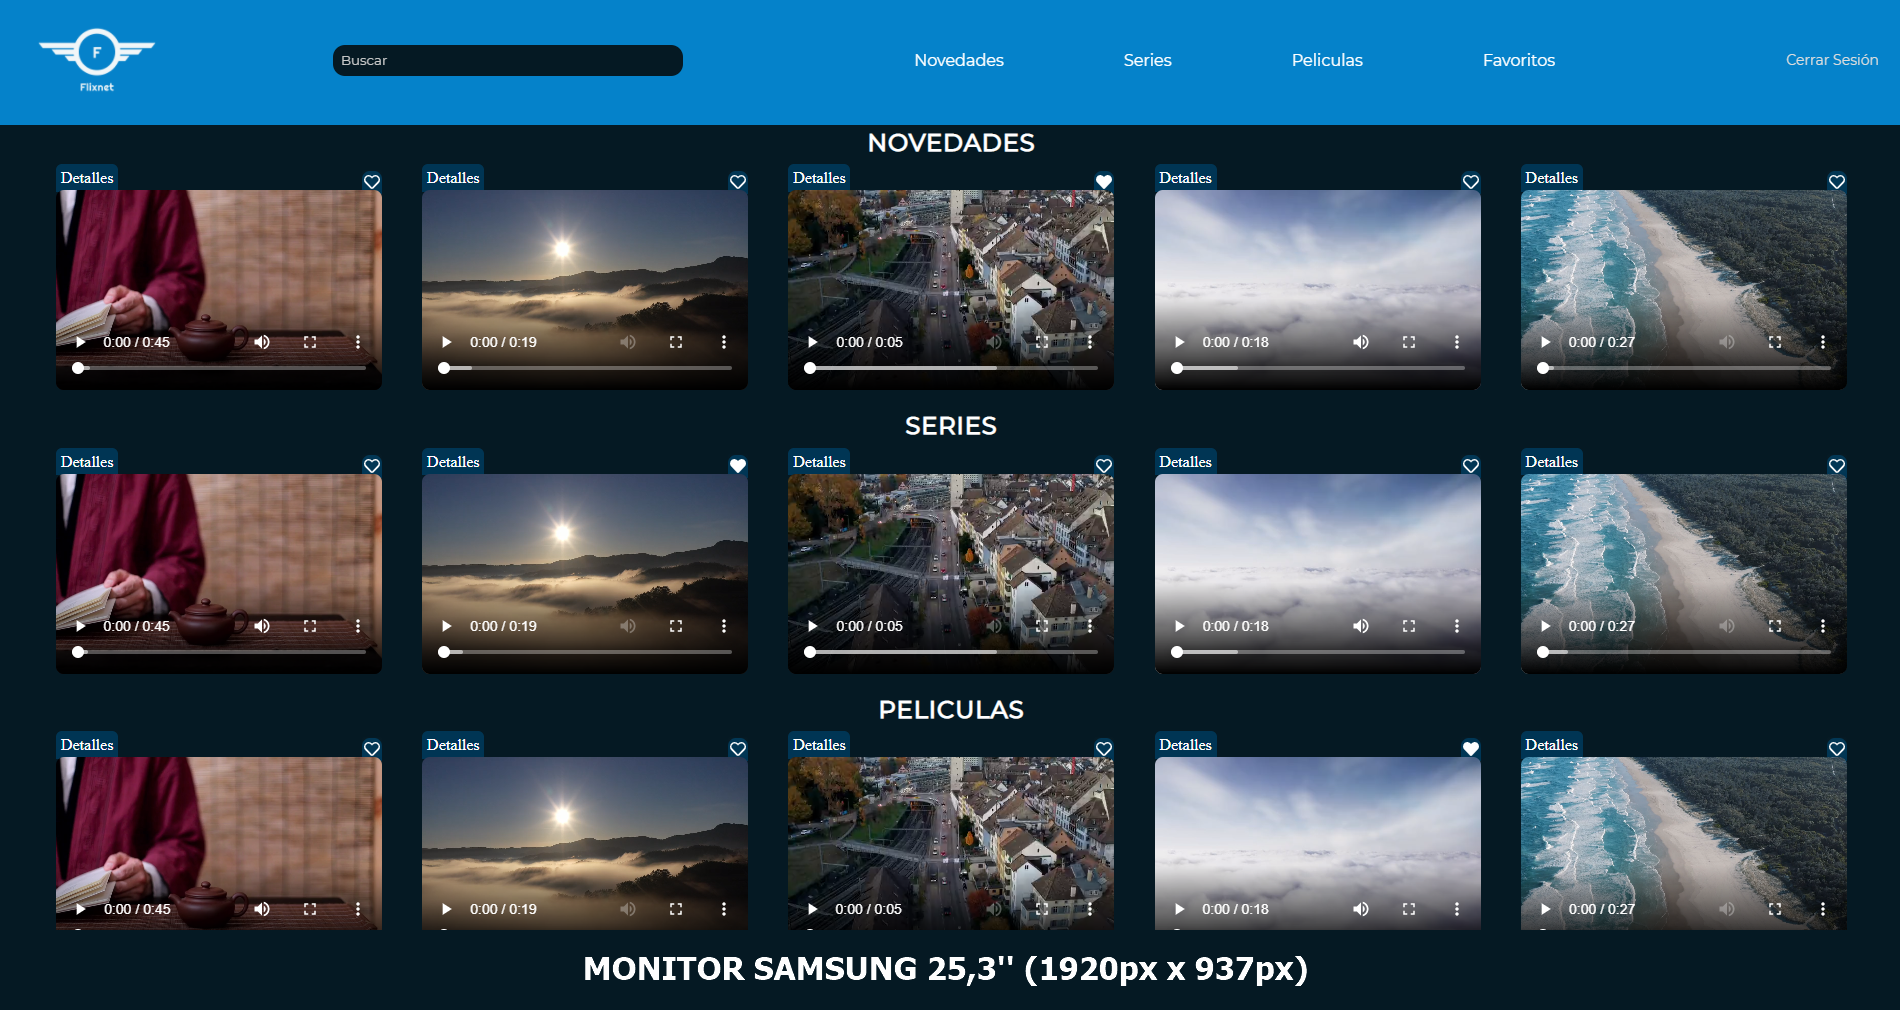 F
Flixnet
Buscar
Novedades
Series
Peliculas
Favoritos
Cerrar Sesión
NOVEDADES
Detalles
Detalles
Detalles
Detalles
Detalles
0:00 / 0:45
0:00 / 0:19
0:00 / 0:05
0:00 / 0:18
0:00 / 0:27
SERIES
Detalles
Detalles
Detalles
Detalles
Detalles
0:00 / 0:45
0:00 / 0:19
0:00 / 0:05
0:00 / 0:18
0:00 / 0:27
PELICULAS
Detalles
Detalles
Detalles
Detalles
Detalles
0:00 / 0:45
0:00 / 0:19
0:00 / 0:05
0:00 / 0:18
0:00 / 0:27
MONITOR SAMSUNG 25,3'' (1920px x 937px)